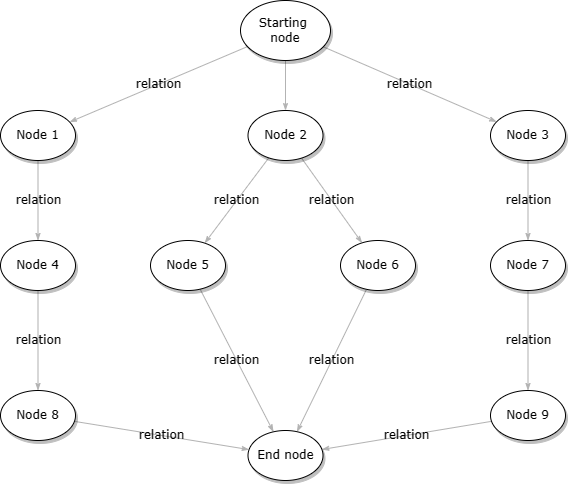 Starting
node
relation
relation
Node 1
Node 2
Node 3
relation
relation
relation
relation
Node 4
Node 5
Node 6
Node 7
relation
relation
relation
relation
Node 8
Node 9
relation
relation
End node